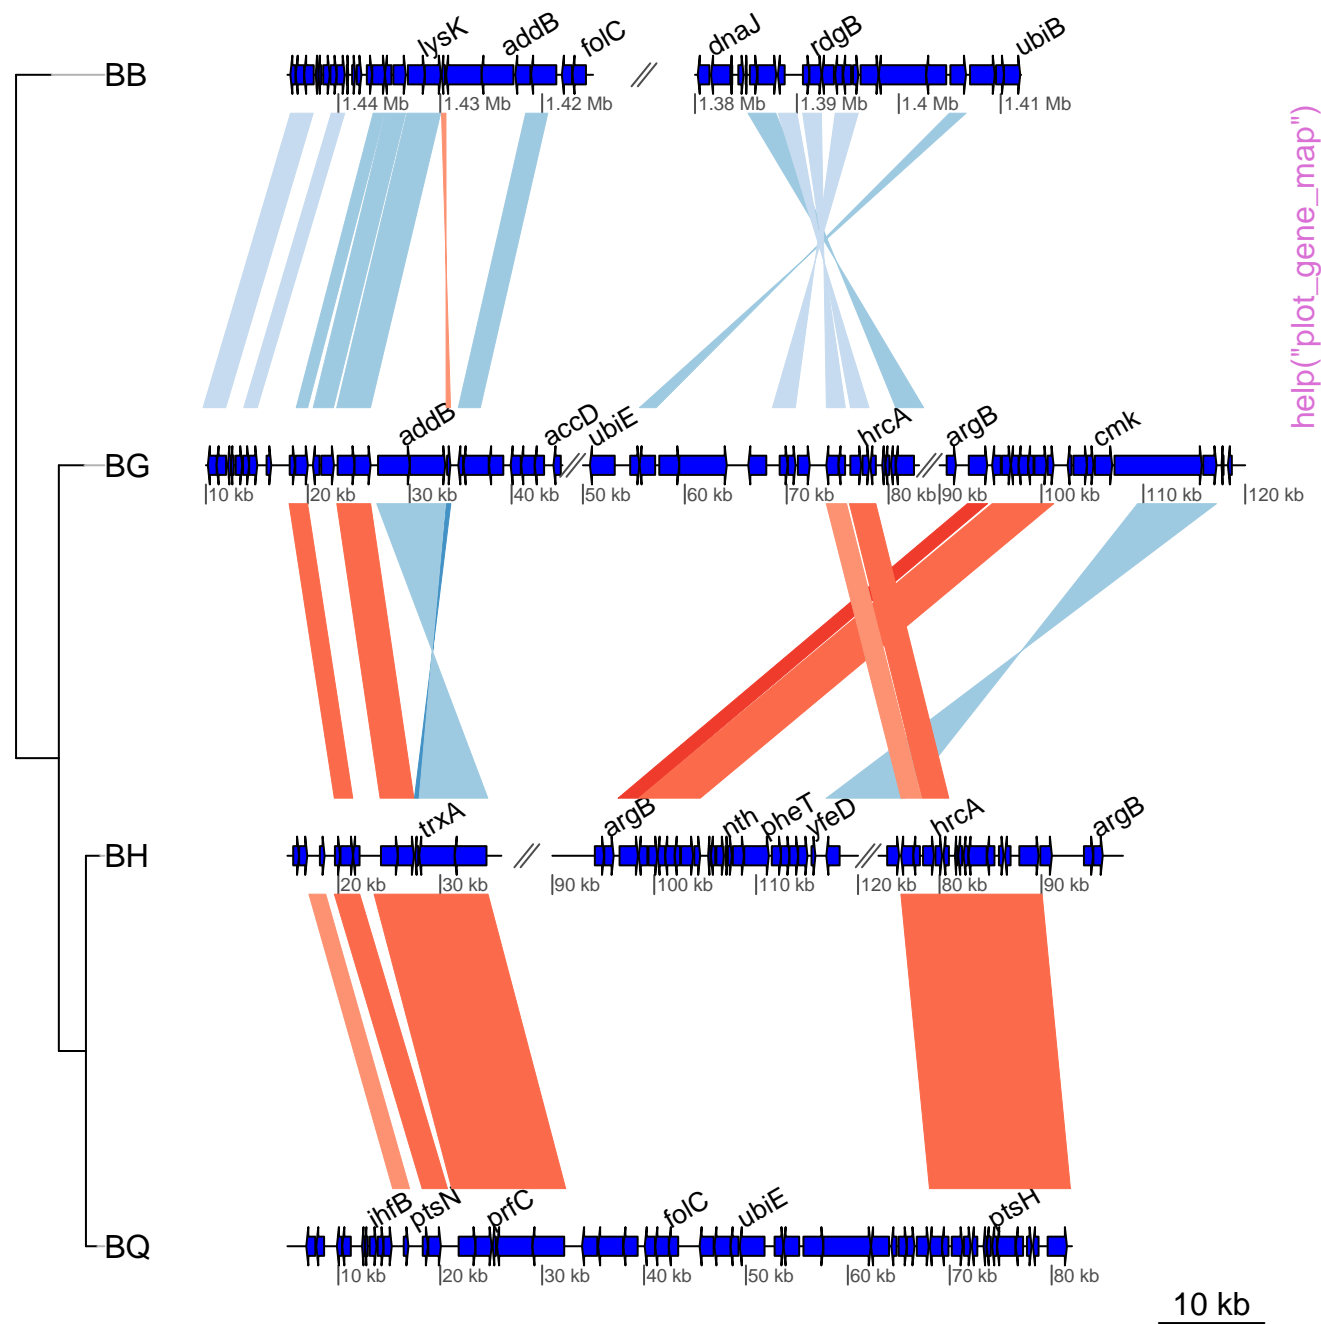 lysK addB folC dnaJ rdgB ubiB
BB
1.44 Mb 1.43 Mb 1.42 Mb 1.38 Mb 1.39 Mb 1.4 Mb 1.41 Mb
help("plot_gene_map")
addB accD ubiE hrcA argB cmk
BG
10 kb 20 kb 30 kb 40 kb 50 kb 60 kb 70 kb 80 kb 90 kb 100 kb 110 kb 120 kb
trxA argB nth pheT yfeD hrcA argB
BH
20 kb 30 kb 90 kb 100 kb 110 kb 120 kb 80 kb 90 kb
ihfB ptsN prfC folC ubiE ptsH
BQ
10 kb 20 kb 30 kb 40 kb 50 kb 60 kb 70 kb 80 kb
10 kb